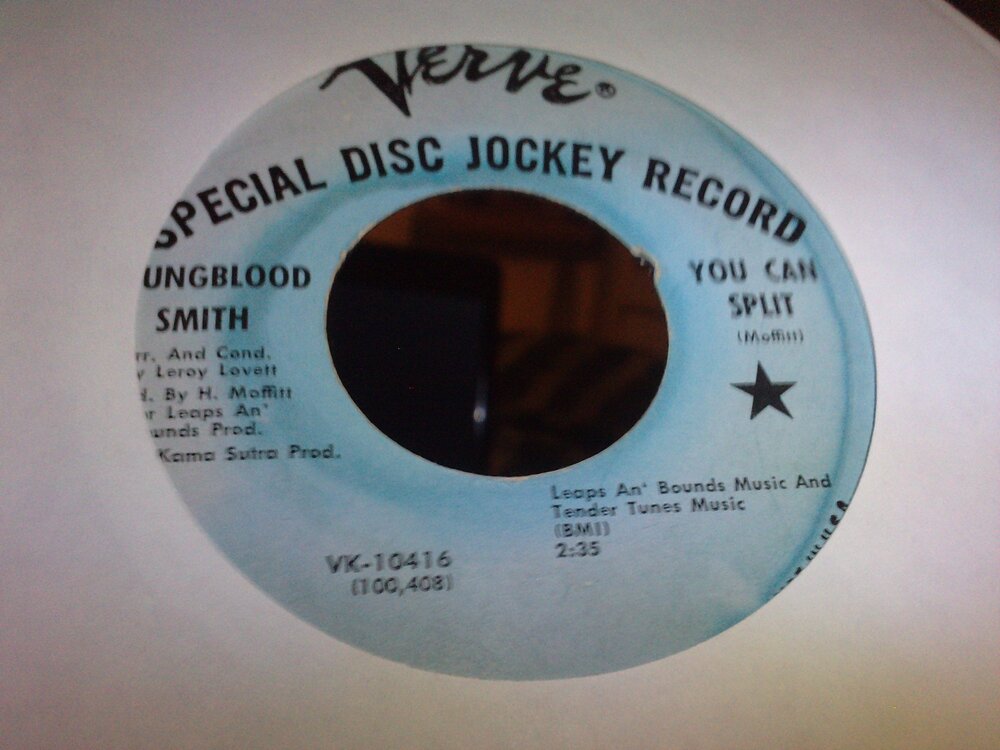 Verve®
SPECIAL DISC JOCKEY RECORD
UNGBLOOD
SMITH
rr. And Cond.
y Leroy Lovett
d. By H. Moffitt
or Leaps An'
unds Prod.
Kama Sutra Prod.
YOU CAN
SPLIT
(Moffitt)
Leaps An' Bounds Music And
Tender Tunes Music
(BMI)
2:35
VK-10416
(100,408)